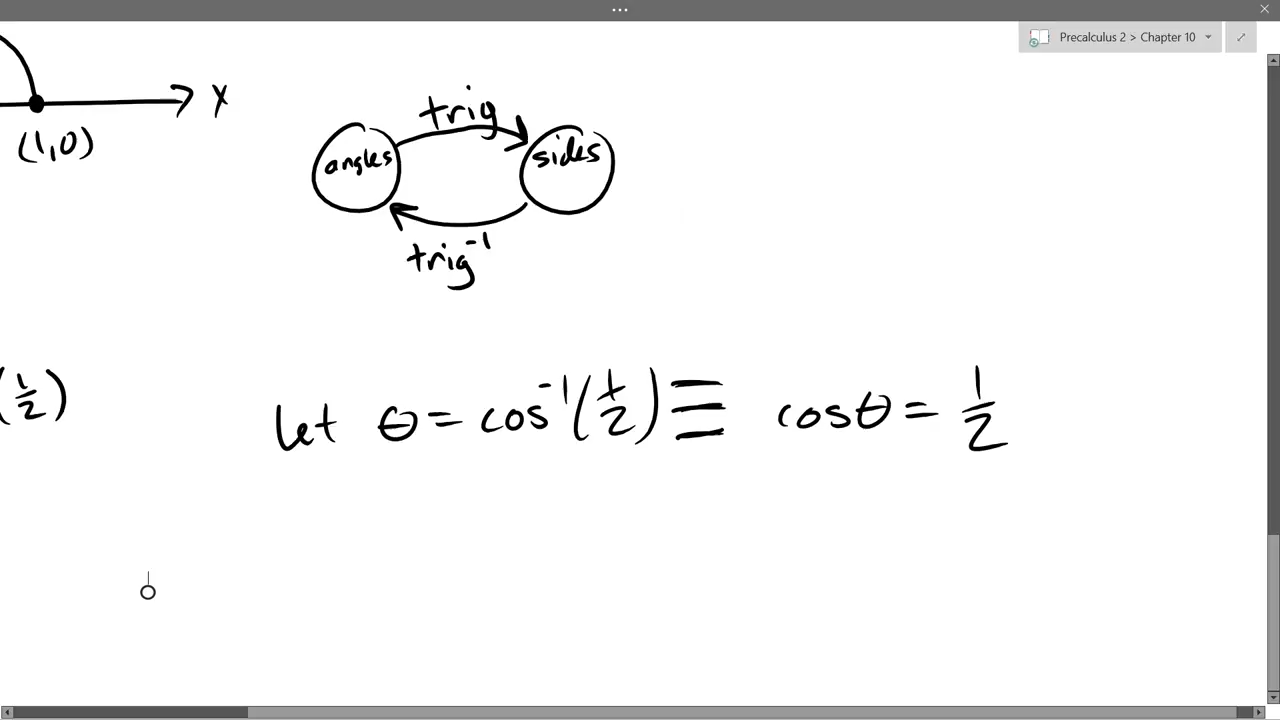 Precalculus 2 > Chapter 10
x
(1,0)
trig
angles
sides
trig⁻¹
(1/2)
let θ = cos⁻¹(1/2) ≡ cosθ = 1/2